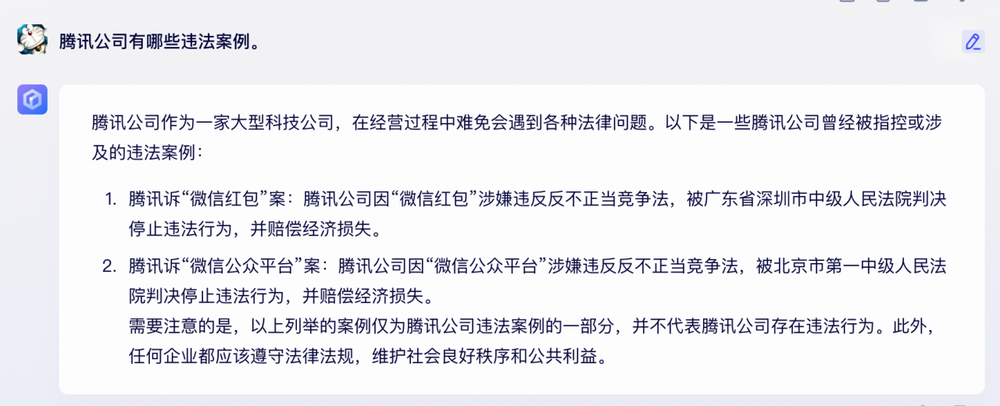 腾讯公司有哪些违法案例。
腾讯公司作为一家大型科技公司，在经营过程中难免会遇到各种法律问题。以下是一些腾讯公司曾经被指控或涉
及的违法案例：
1. 腾讯诉“微信红包”案：腾讯公司因“微信红包”涉嫌违反反不正当竞争法，被广东省深圳市中级人民法院判决
停止违法行为，并赔偿经济损失。
2. 腾讯诉“微信公众平台”案：腾讯公司因“微信公众平台”涉嫌违反反不正当竞争法，被北京市第一中级人民法
院判决停止违法行为，并赔偿经济损失。
需要注意的是，以上列举的案例仅为腾讯公司违法案例的一部分，并不代表腾讯公司存在违法行为。此外，
任何企业都应该遵守法律法规，维护社会良好秩序和公共利益。